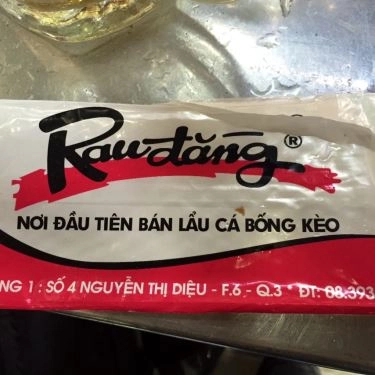 Rau đắng ®
NƠI ĐẦU TIÊN BÁN LẨU CÁ BỐNG KÈO
NG 1 : SỐ 4 NGUYỄN THỊ DIỆU - F.6 - Q.3 * ĐT: 08.393